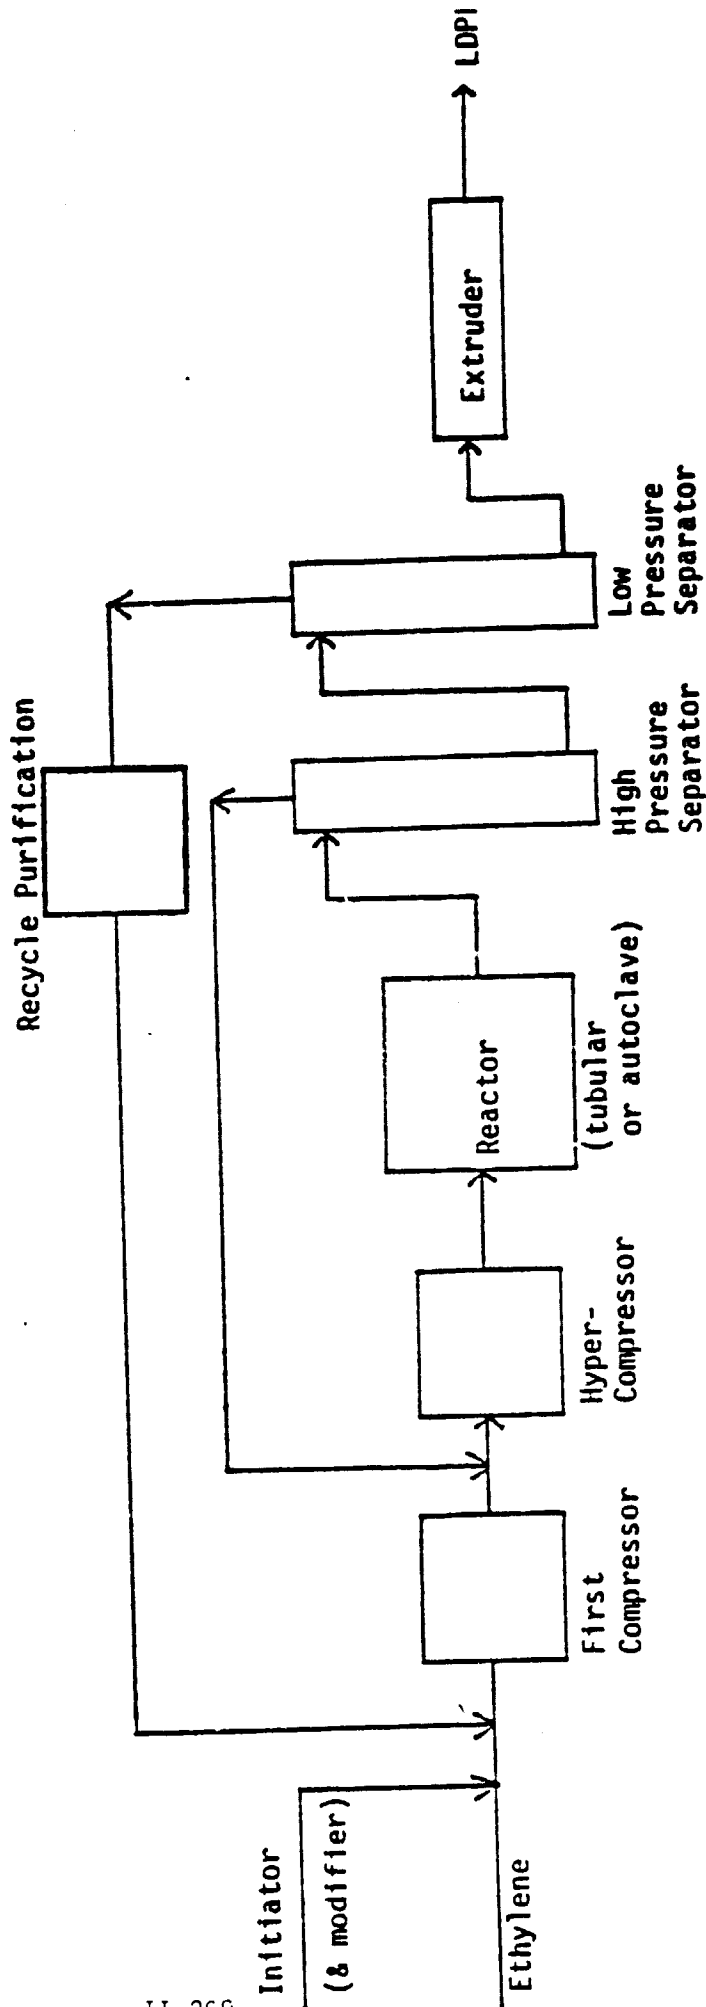 Recycle Purification
Initiator
(& modifier)
Ethylene
First
Compressor
Hyper-
Compressor
Reactor
(tubular
or autoclave)
High
Pressure
Separator
Low
Pressure
Separator
Extruder
LDPI